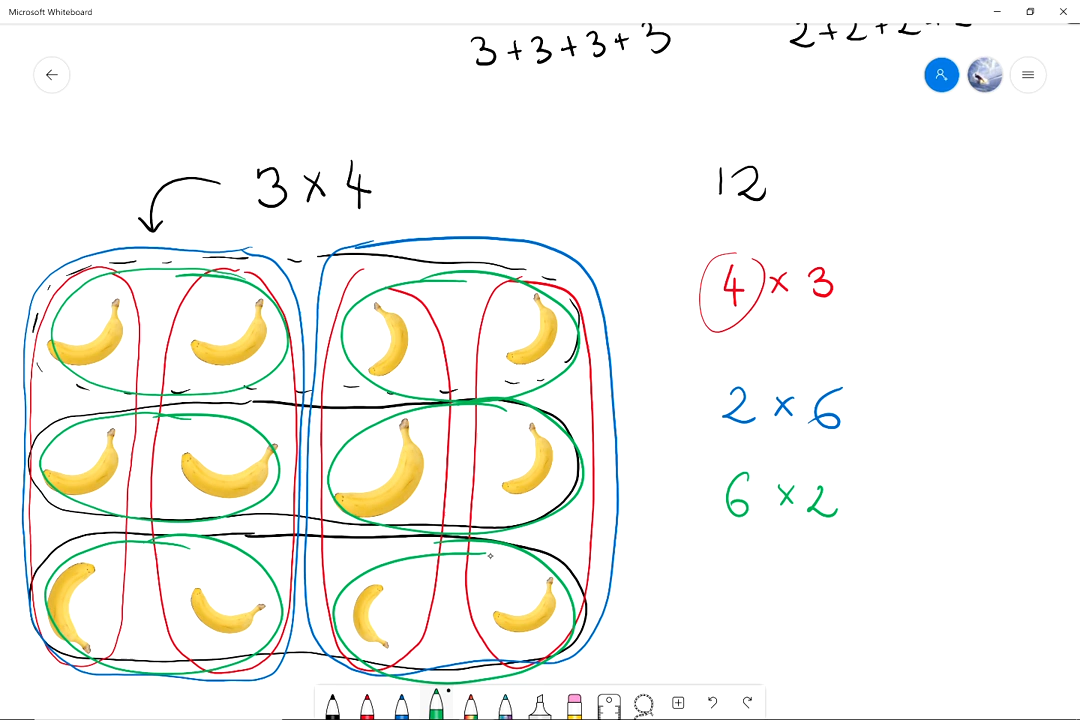 Microsoft Whiteboard
3+3+3+3
3 × 4
12
4 × 3
2 × 6
6 × 2